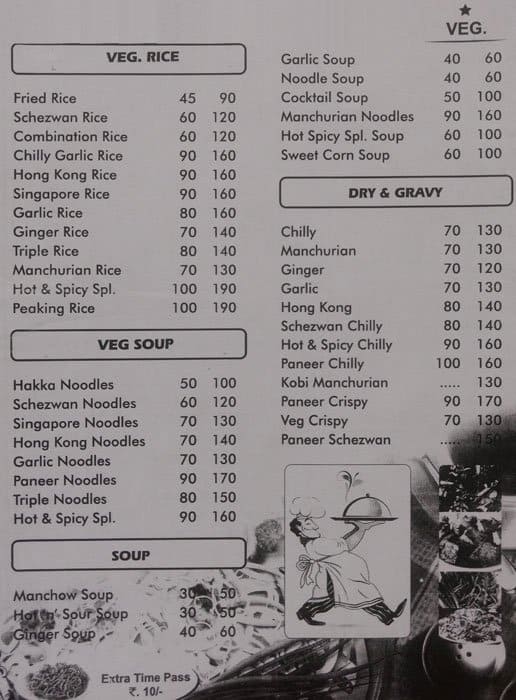 VEG. RICE
Fried Rice 45 90
Schezwan Rice 60 120
Combination Rice 60 120
Chilly Garlic Rice 90 160
Hong Kong Rice 90 160
Singapore Rice 90 160
Garlic Rice 80 160
Ginger Rice 70 140
Triple Rice 80 140
Manchurian Rice 70 130
Hot & Spicy Spl. 100 190
Peaking Rice 100 190
VEG SOUP
Hakka Noodles 50 100
Schezwan Noodles 60 120
Singapore Noodles 70 130
Hong Kong Noodles 70 140
Garlic Noodles 70 130
Paneer Noodles 90 170
Triple Noodles 80 150
Hot & Spicy Spl. 90 160
SOUP
Manchow Soup 30 50
Hot 'n' Sour Soup 30 50
Ginger Soup 40 60
Extra Time Pass
₹. 10/-
VEG.
Garlic Soup 40 60
Noodle Soup 40 60
Cocktail Soup 50 100
Manchurian Noodles 90 160
Hot Spicy Spl. Soup 60 100
Sweet Corn Soup 60 100
DRY & GRAVY
Chilly 70 130
Manchurian 70 130
Ginger 70 120
Garlic 70 130
Hong Kong 80 140
Schezwan Chilly 80 140
Hot & Spicy Chilly 90 160
Paneer Chilly 100 160
Kobi Manchurian ..... 130
Paneer Crispy 90 170
Veg Crispy 70 130
Paneer Schezwan ..... 150